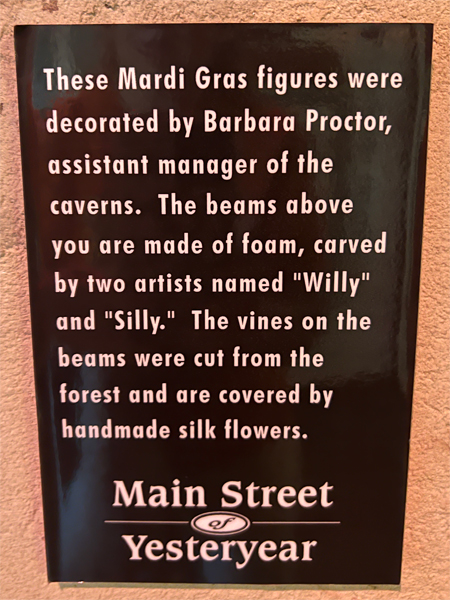 These Mardi Gras figures were
decorated by Barbara Proctor,
assistant manager of the
caverns.  The beams above
you are made of foam, carved
by two artists named "Willy"
and "Silly."  The vines on the
beams were cut from the
forest and are covered by
handmade silk flowers.
Main Street
of
Yesteryear